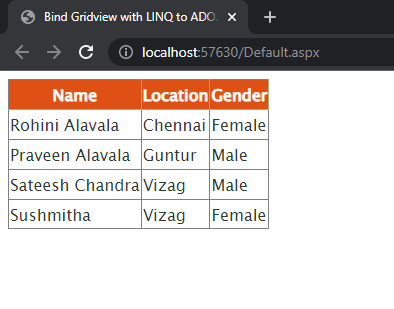 Bind Gridview with LINQ to ADO.
localhost:57630/Default.aspx
Name Location Gender
Rohini Alavala Chennai Female
Praveen Alavala Guntur Male
Sateesh Chandra Vizag Male
Sushmitha Vizag Female